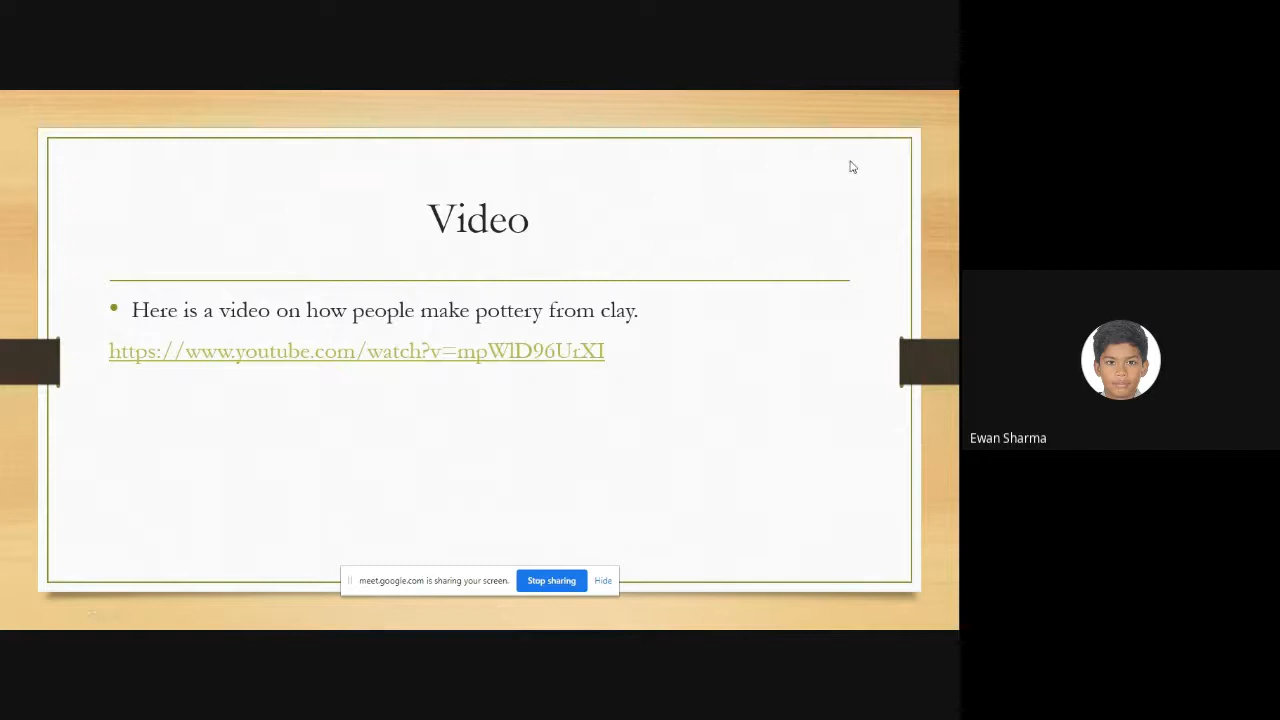 Video
Here is a video on how people make pottery from clay.
https://www.youtube.com/watch?v=mpWlD96UrXI
Ewan Sharma
meet.google.com is sharing your screen. Stop sharing Hide